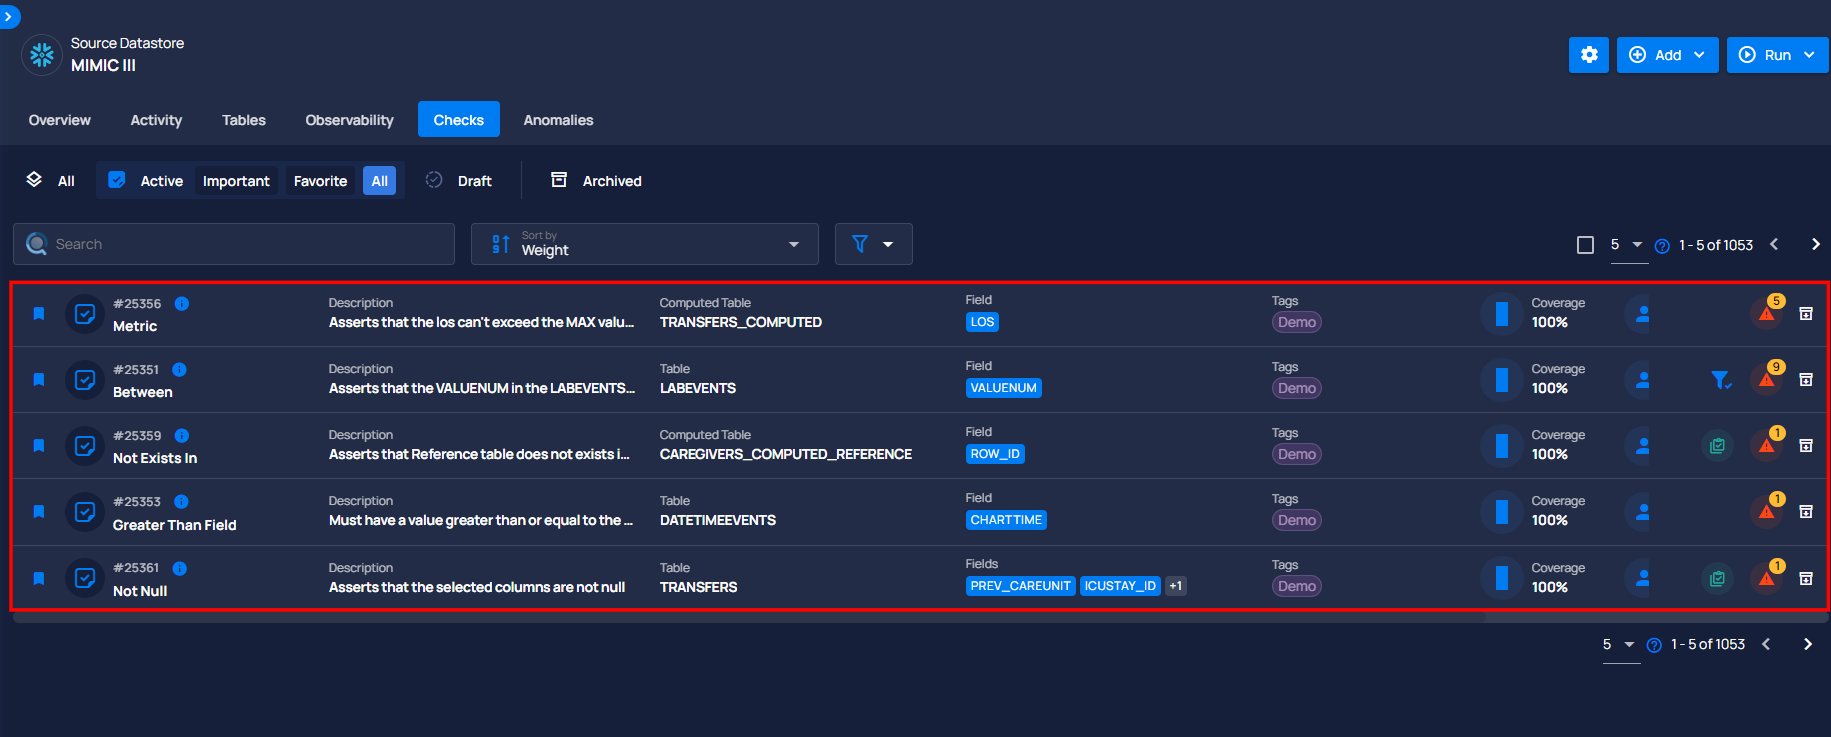 Source Datastore
MIMIC III
Add
Run
Overview
Activity
Tables
Observability
Checks
Anomalies
All
Active
Important
Favorite
All
Draft
Archived
Search
Sort by
Weight
5
1 - 5 of 1053
#25356
Metric
Description
Asserts that the los can't exceed the MAX valu...
Computed Table
TRANSFERS_COMPUTED
Field
LOS
Tags
Demo
Coverage
100%
5
#25351
Between
Description
Asserts that the VALUENUM in the LABEVENTS...
Table
LABEVENTS
Field
VALUENUM
Tags
Demo
Coverage
100%
9
#25359
Not Exists In
Description
Asserts that Reference table does not exists i...
Computed Table
CAREGIVERS_COMPUTED_REFERENCE
Field
ROW_ID
Tags
Demo
Coverage
100%
1
#25353
Greater Than Field
Description
Must have a value greater than or equal to the ...
Table
DATETIMEEVENTS
Field
CHARTTIME
Tags
Demo
Coverage
100%
1
#25361
Not Null
Description
Asserts that the selected columns are not null
Table
TRANSFERS
Fields
PREV_CAREUNIT ICUSTAY_ID +1
Tags
Demo
Coverage
100%
1
5
1 - 5 of 1053